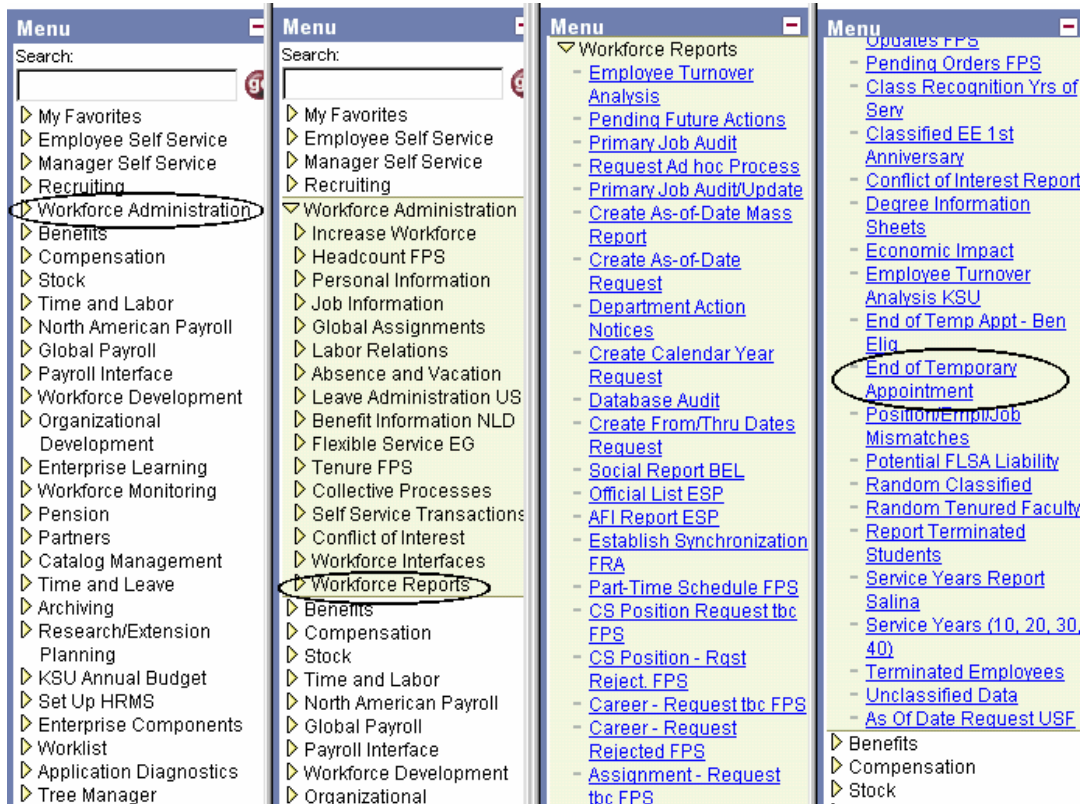 Menu
Search:
My Favorites
Employee Self Service
Manager Self Service
Recruiting
Workforce Administration
Benefits
Compensation
Stock
Time and Labor
North American Payroll
Global Payroll
Payroll Interface
Workforce Development
Organizational
Development
Enterprise Learning
Workforce Monitoring
Pension
Partners
Catalog Management
Time and Leave
Archiving
Research/Extension
Planning
KSU Annual Budget
Set Up HRMS
Enterprise Components
Worklist
Application Diagnostics
Tree Manager
Menu
Search:
My Favorites
Employee Self Service
Manager Self Service
Recruiting
Workforce Administration
Increase Workforce
Headcount FPS
Personal Information
Job Information
Global Assignments
Labor Relations
Absence and Vacation
Leave Administration US
Benefit Information NLD
Flexible Service EG
Tenure FPS
Collective Processes
Self Service Transactions
Conflict of Interest
Workforce Interfaces
Workforce Reports
Benefits
Compensation
Stock
Time and Labor
North American Payroll
Global Payroll
Payroll Interface
Workforce Development
Organizational
Menu
Workforce Reports
Employee Turnover
Analysis
Pending Future Actions
Primary Job Audit
Request Ad hoc Process
Primary Job Audit/Update
Create As-of-Date Mass
Report
Create As-of-Date
Request
Department Action
Notices
Create Calendar Year
Request
Database Audit
Create From/Thru Dates
Request
Social Report BEL
Official List ESP
AFI Report ESP
Establish Synchronization
FRA
Part-Time Schedule FPS
CS Position Request tbc
FPS
CS Position - Rqst
Reject. FPS
Career - Request tbc FPS
Career - Request
Rejected FPS
Assignment - Request
tbc FPS
Menu
Updates FPS
Pending Orders FPS
Class Recognition Yrs of
Serv
Classified EE 1st
Anniversary
Conflict of Interest Report
Degree Information
Sheets
Economic Impact
Employee Turnover
Analysis KSU
End of Temp Appt - Ben
Elig
End of Temporary
Appointment
Position/Empl/Job
Mismatches
Potential FLSA Liability
Random Classified
Random Tenured Faculty
Report Terminated
Students
Service Years Report
Salina
Service Years (10, 20, 30,
40)
Terminated Employees
Unclassified Data
As Of Date Request USF
Benefits
Compensation
Stock